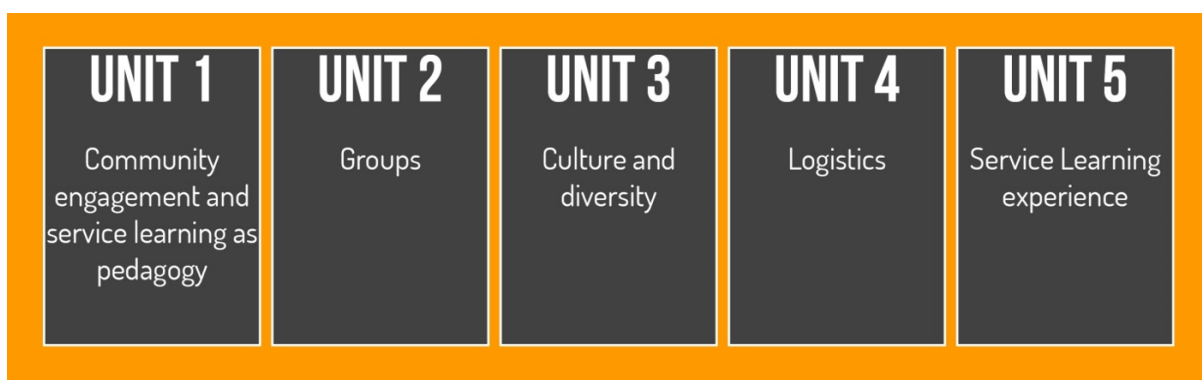 UNIT 1
Community
engagement and
service learning as
pedagogy
UNIT 2
Groups
UNIT 3
Culture and
diversity
UNIT 4
Logistics
UNIT 5
Service Learning
experience